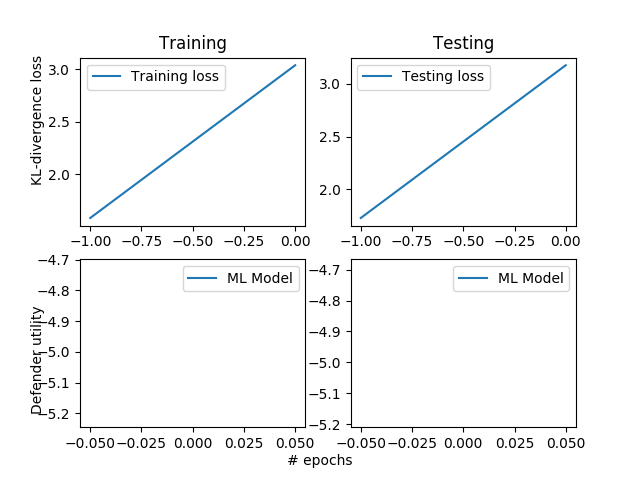 Training
Testing
KL-divergence loss
3.0
2.5
2.0
Training loss
−1.00 −0.75 −0.50 −0.25 0.00
3.0
2.5
2.0
Testing loss
−1.00 −0.75 −0.50 −0.25 0.00
Defender utility
−4.7
−4.8
−4.9
−5.0
−5.1
−5.2
ML Model
−0.050 −0.025 0.000 0.025 0.050
−4.7
−4.8
−4.9
−5.0
−5.1
−5.2
ML Model
−0.050 −0.025 0.000 0.025 0.050
# epochs